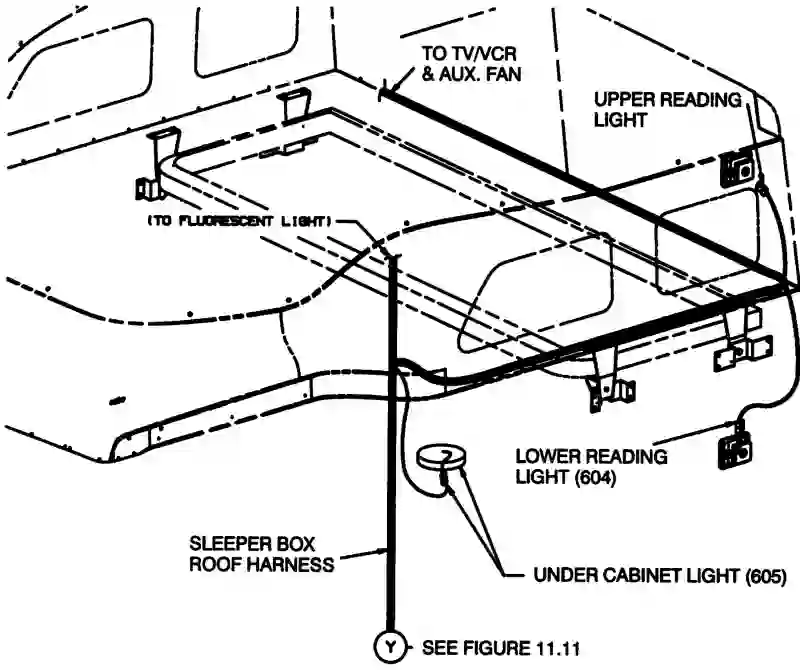 TO TV/VCR
& AUX. FAN
UPPER READING
LIGHT
(TO FLUORESCENT LIGHT)
LOWER READING
LIGHT (604)
SLEEPER BOX
ROOF HARNESS
UNDER CABINET LIGHT (605)
Y
SEE FIGURE 11.11